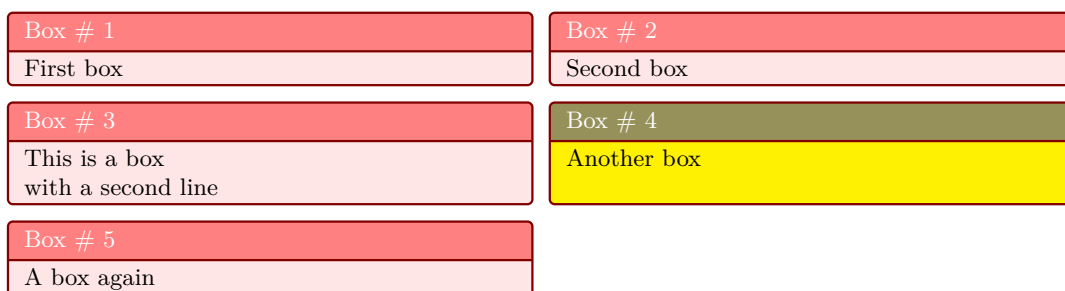 Box # 1
First box
Box # 2
Second box
Box # 3
This is a box
with a second line
Box # 4
Another box
Box # 5
A box again